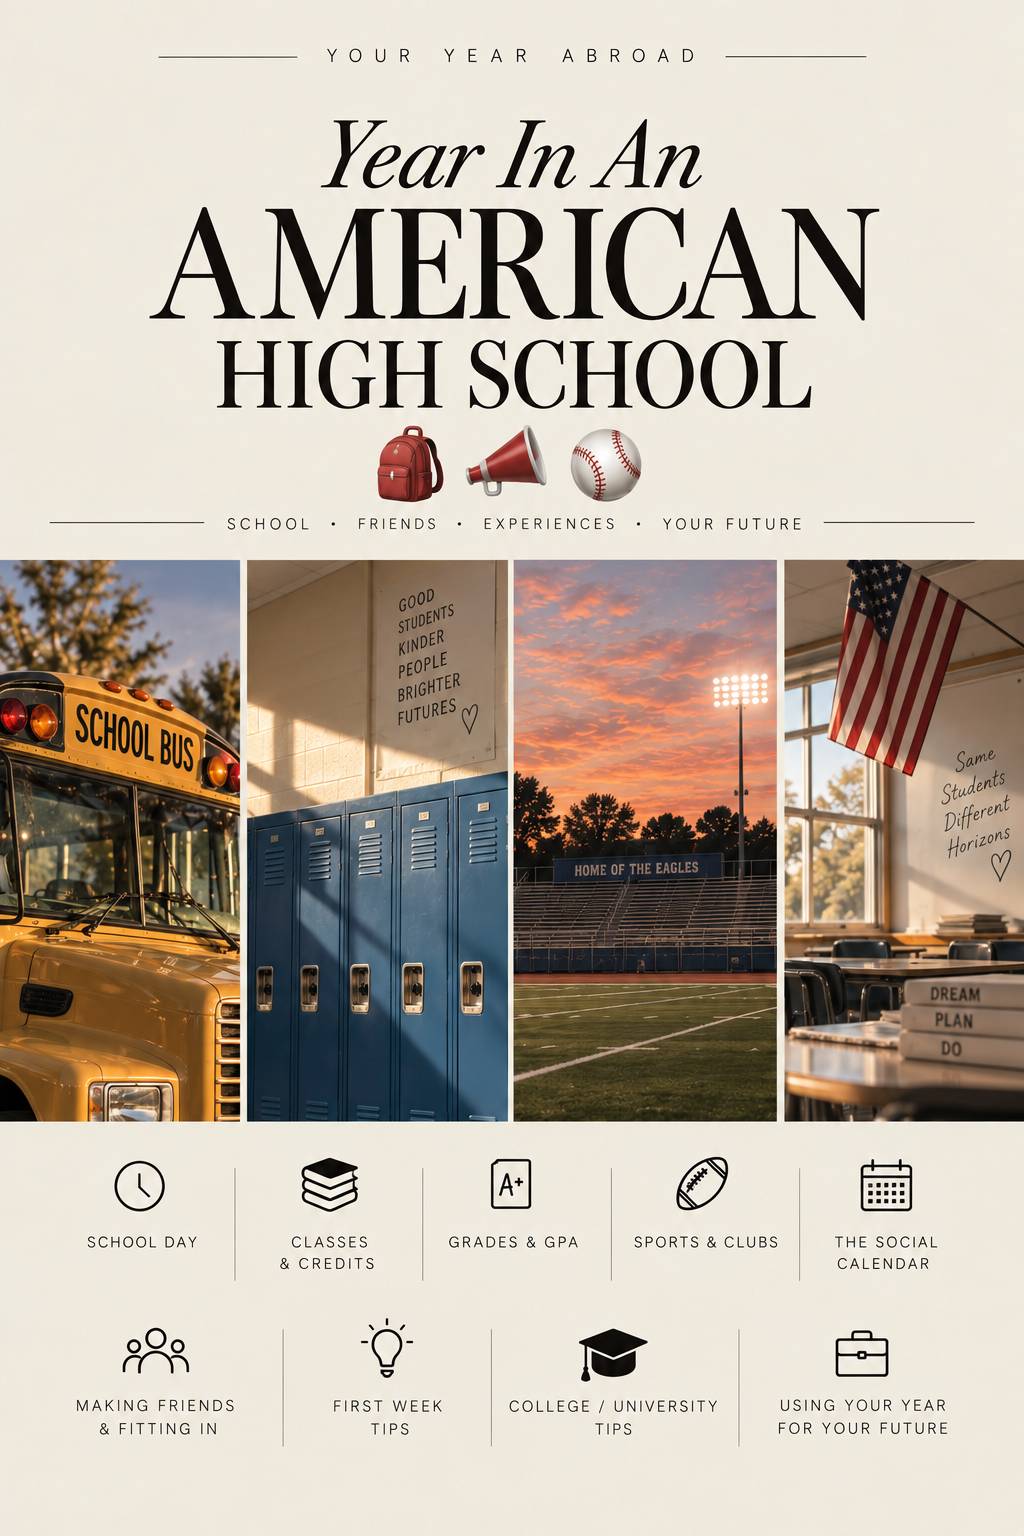 YOUR YEAR ABROAD
Year In An
AMERICAN
HIGH SCHOOL
SCHOOL • FRIENDS • EXPERIENCES • YOUR FUTURE
SCHOOL BUS
GOOD
STUDENTS
KINDER
PEOPLE
BRIGHTER
FUTURES
HOME OF THE EAGLES
Same
Students
Different
Horizons
DREAM
PLAN
DO
SCHOOL DAY
CLASSES
& CREDITS
A+
GRADES & GPA
SPORTS & CLUBS
THE SOCIAL
CALENDAR
MAKING FRIENDS
& FITTING IN
FIRST WEEK
TIPS
COLLEGE / UNIVERSITY
TIPS
USING YOUR YEAR
FOR YOUR FUTURE